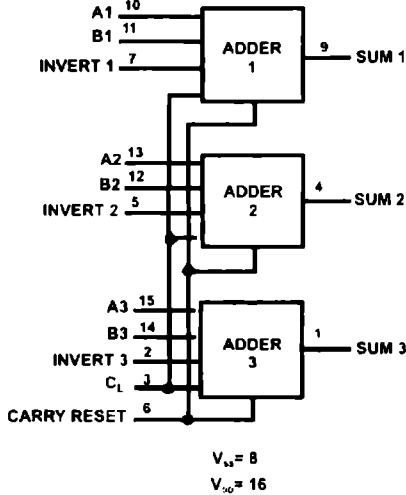 A1 10
B1 11
INVERT 1 7
ADDER 1
9 SUM 1
A2 13
B2 12
INVERT 2 5
ADDER 2
4 SUM 2
A3 15
B3 14
INVERT 3 2
CL 3
CARRY RESET 6
ADDER 3
1 SUM 3
VSS = 8
VDD = 16